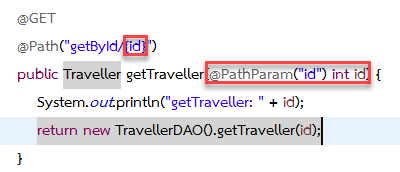 @GET
@Path("getById/{id}")
public Traveller getTraveller(@PathParam("id") int id) {
System.out.println("getTraveller: " + id);
return new TravellerDAO().getTraveller(id);
}